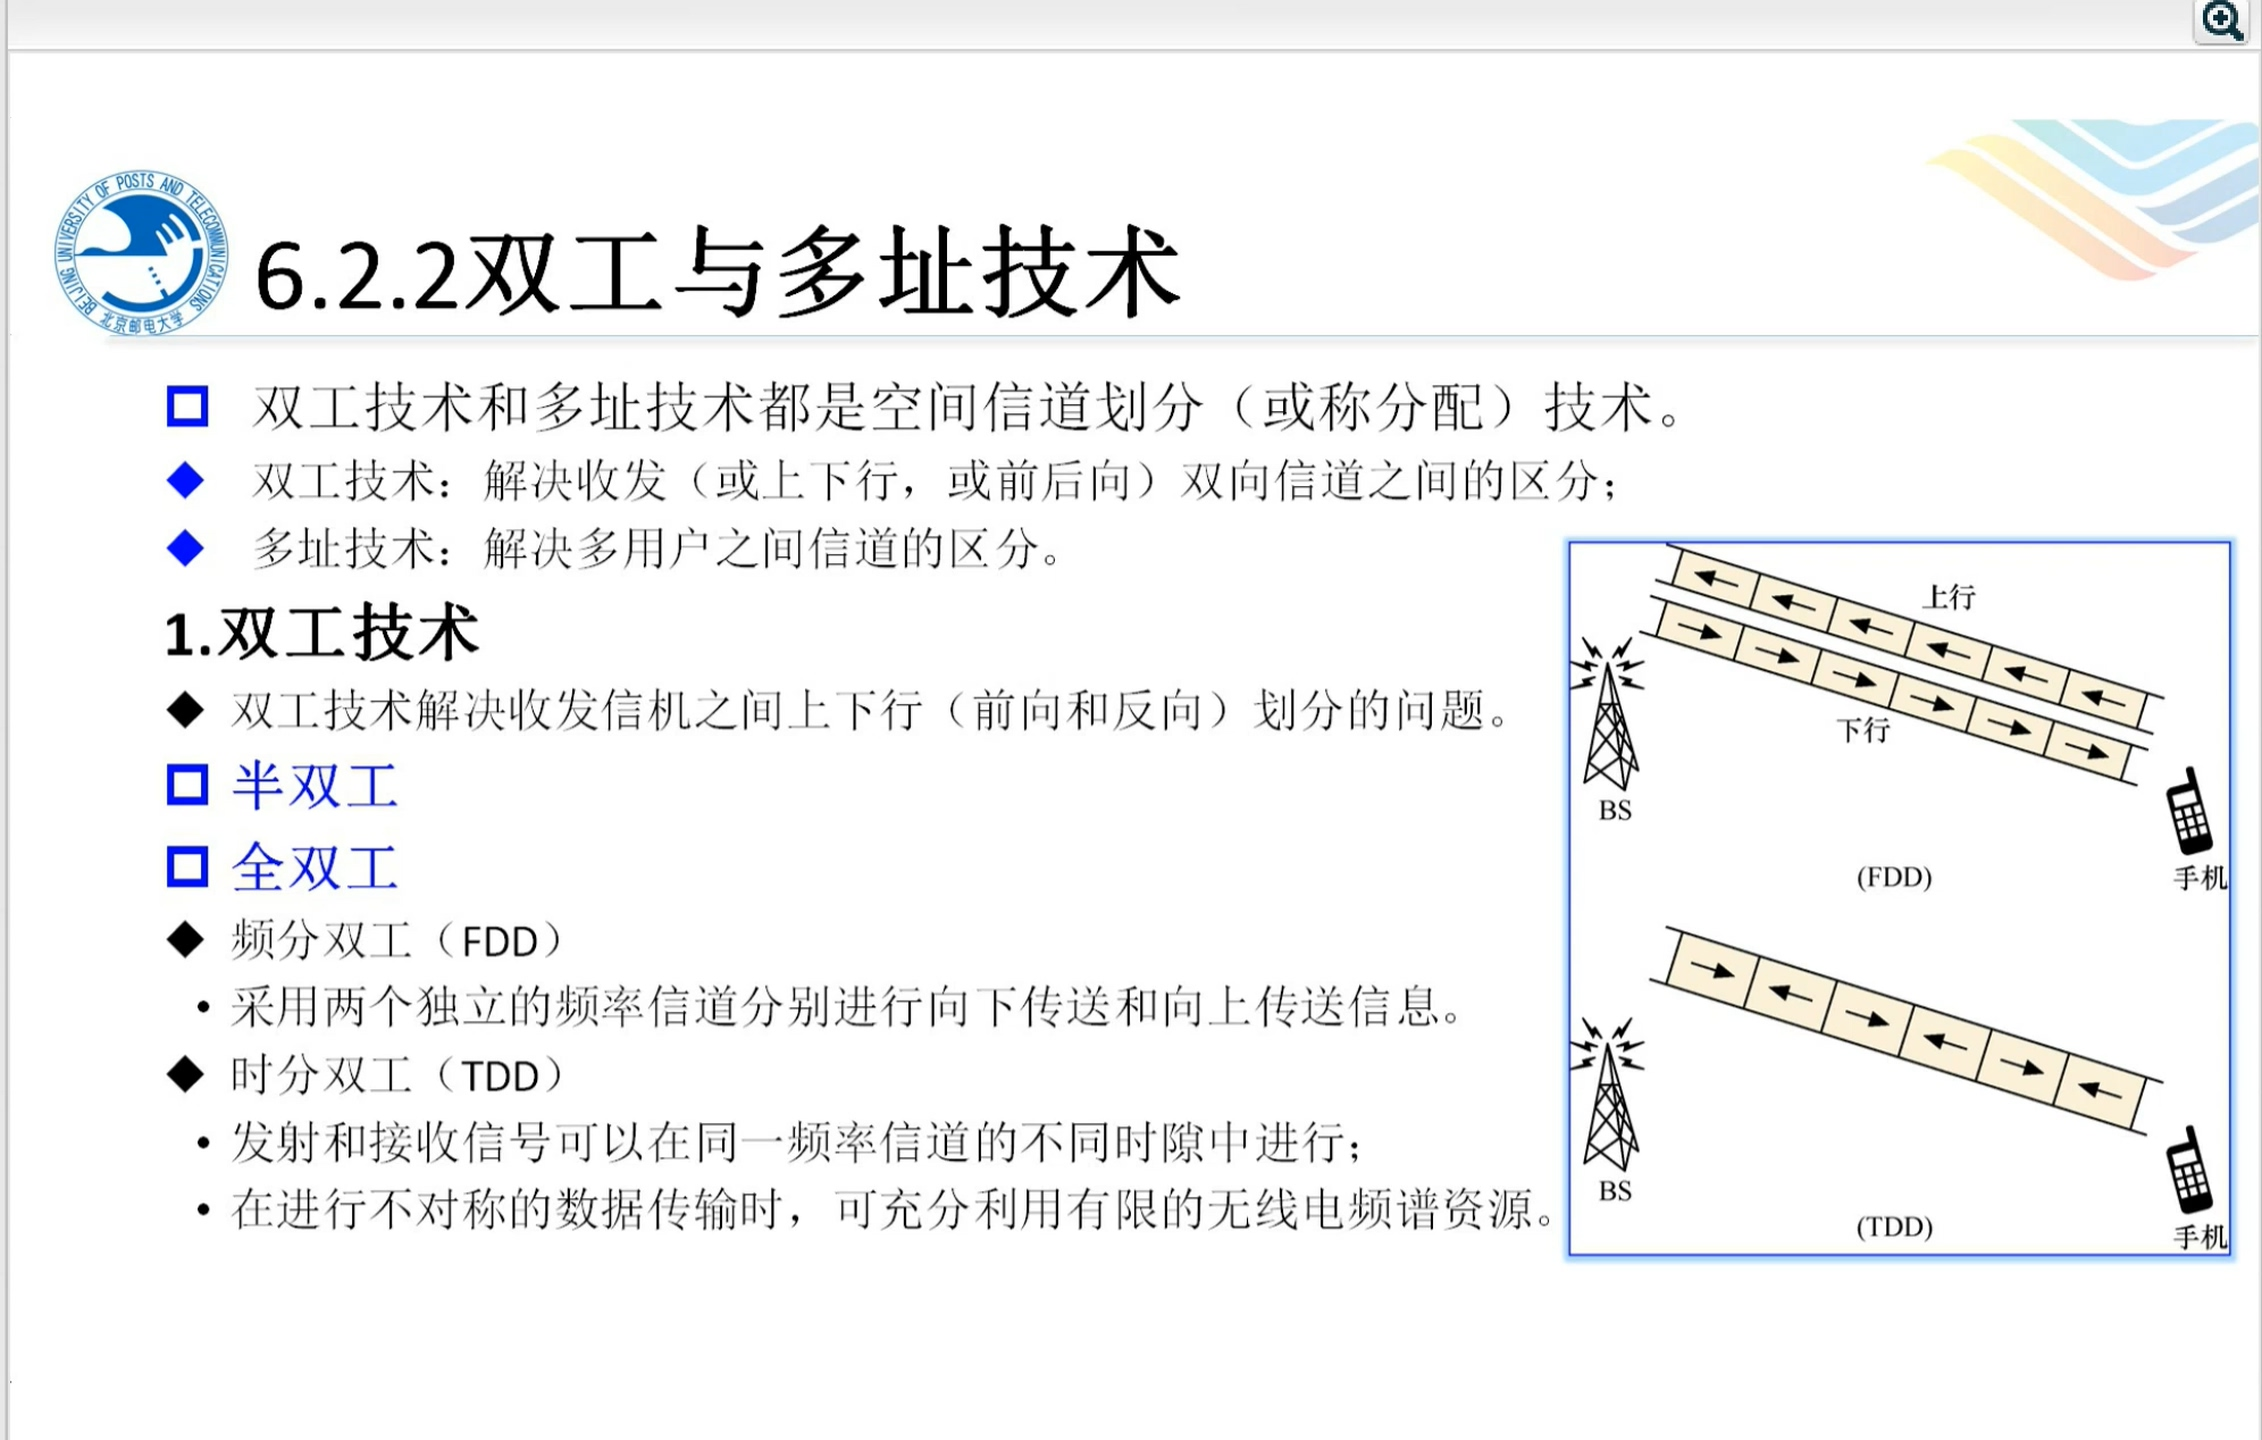 BEIJING UNIVERSITY OF POSTS AND TELECOMMUNICATIONS
北京邮电大学
6.2.2双工与多址技术
双工技术和多址技术都是空间信道划分（或称分配）技术。
双工技术：解决收发（或上下行，或前后向）双向信道之间的区分；
多址技术：解决多用户之间信道的区分。
1.双工技术
双工技术解决收发信机之间上下行（前向和反向）划分的问题。
半双工
全双工
频分双工（FDD）
•采用两个独立的频率信道分别进行向下传送和向上传送信息。
时分双工（TDD）
•发射和接收信号可以在同一频率信道的不同时隙中进行；
•在进行不对称的数据传输时，可充分利用有限的无线电频谱资源。
上行
下行
BS
手机
(FDD)
BS
手机
(TDD)